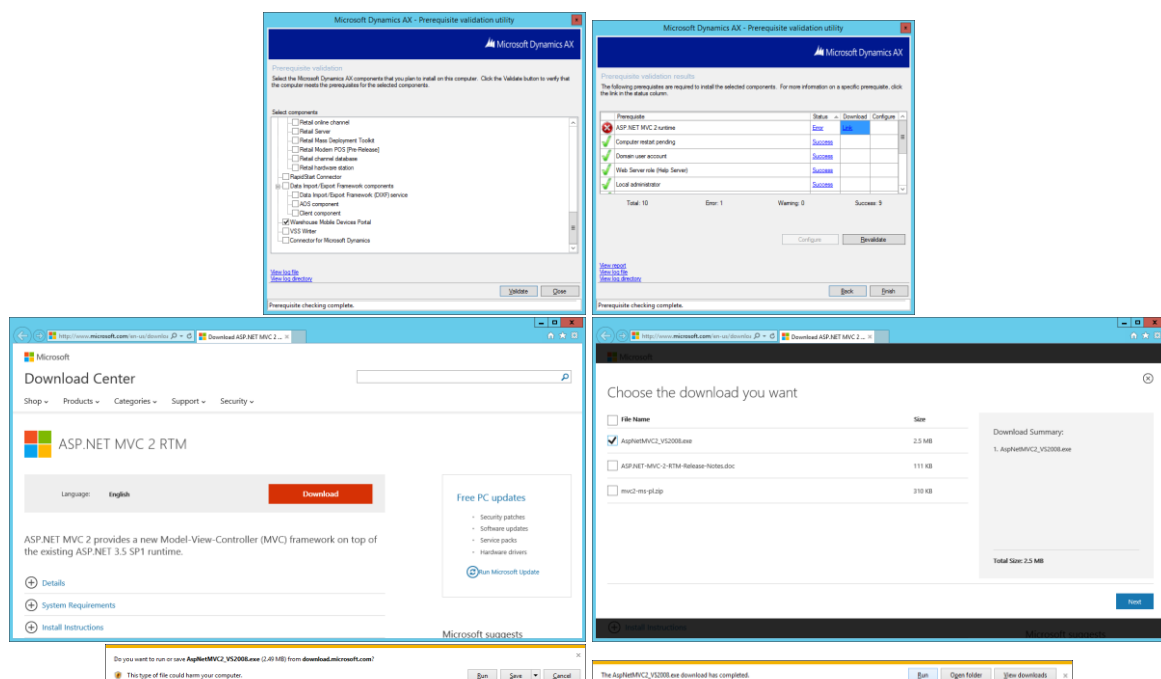 Microsoft Dynamics AX - Prerequisite validation utility
Microsoft Dynamics AX
Prerequisite validation
Select the Microsoft Dynamics AX components that you plan to install on this computer. Click the Validate button to verify that
the computer meets the prerequisites for the selected components.
Select components
Retail online channel
Retail Server
Retail Mass Deployment Toolkit
Retail Modern POS [Pre-Release]
Retail channel database
Retail hardware station
RapidStart Connector
Data Import/Export Framework components
Data Import/Export Framework (DIXF) service
AOS component
Client component
Warehouse Mobile Devices Portal
VSS Writer
Connector for Microsoft Dynamics
View log file
View log directory
Validate Close
Prerequisite checking complete.
Microsoft Dynamics AX - Prerequisite validation utility
Microsoft Dynamics AX
Prerequisite validation results
The following prerequisites are required to install the selected components. For more information on a specific prerequisite, click
the link in the status column.
Prerequisite Status Download Configure
ASP.NET MVC 2 runtime Error Link
Computer restart pending Success
Domain user account Success
Web Server role (Help Server) Success
Local administrator Success
Total: 10 Error: 1 Warning: 0 Success: 9
Configure Revalidate
View report
View log file
View log directory
Back Finish
Prerequisite checking complete.
http://www.microsoft.com/en-us/downloa Download ASP.NET MVC 2 ...
Microsoft
Download Center
Shop Products Categories Support Security
ASP.NET MVC 2 RTM
Language: English Download
ASP.NET MVC 2 provides a new Model-View-Controller (MVC) framework on top of
the existing ASP.NET 3.5 SP1 runtime.
Details
System Requirements
Install Instructions
Free PC updates
Security patches
Software updates
Service packs
Hardware drivers
Run Microsoft Update
Microsoft suggests
http://www.microsoft.com/en-us/downloa Download ASP.NET MVC 2 ...
Microsoft
Choose the download you want
File Name Size
AspNetMVC2_VS2008.exe 2.5 MB
ASP.NET-MVC-2-RTM-Release-Notes.doc 111 KB
mvc2-ms-pl.zip 310 KB
Download Summary:
1. AspNetMVC2_VS2008.exe
Total Size: 2.5 MB
Next
Install Instructions
Microsoft suggests
Do you want to run or save AspNetMVC2_VS2008.exe (2.49 MB) from download.microsoft.com?
This type of file could harm your computer.
Run Save Cancel
The AspNetMVC2_VS2008.exe download has completed.
Run Open folder View downloads